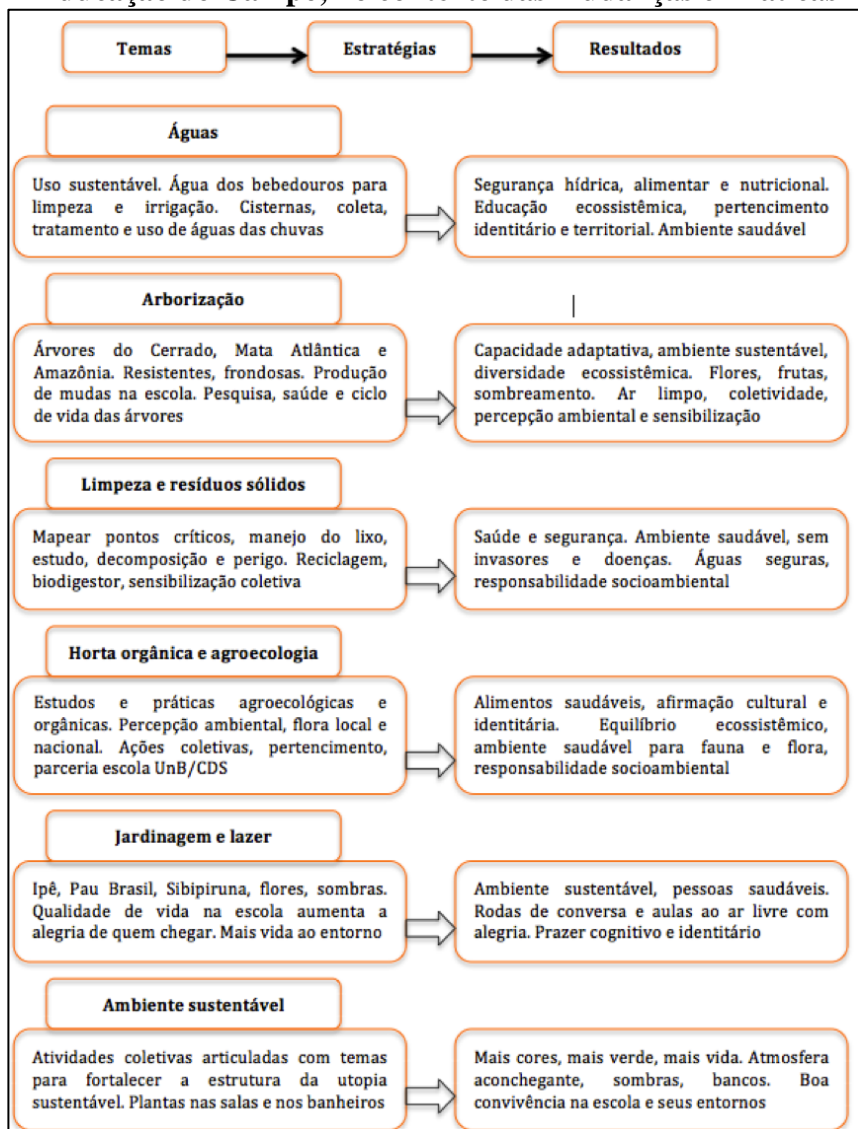 Temas
Estratégias
Resultados
Águas
Uso sustentável. Água dos bebedouros para
limpeza e irrigação. Cisternas, coleta,
tratamento e uso de águas das chuvas
Segurança hídrica, alimentar e nutricional.
Educação ecossistêmica, pertencimento
identitário e territorial. Ambiente saudável
Arborização
Árvores do Cerrado, Mata Atlântica e
Amazônia. Resistentes, frondosas. Produção
de mudas na escola. Pesquisa, saúde e ciclo
de vida das árvores
Capacidade adaptativa, ambiente sustentável,
diversidade ecossistêmica. Flores, frutas,
sombreamento. Ar limpo, coletividade,
percepção ambiental e sensibilização
Limpeza e resíduos sólidos
Mapear pontos críticos, manejo do lixo,
estudo, decomposição e perigo. Reciclagem,
biodigestor, sensibilização coletiva
Saúde e segurança. Ambiente saudável, sem
invasores e doenças. Águas seguras,
responsabilidade socioambiental
Horta orgânica e agroecologia
Estudos e práticas agroecológicas e
orgânicas. Percepção ambiental, flora local e
nacional. Ações coletivas, pertencimento,
parceria escola UnB/CDS
Alimentos saudáveis, afirmação cultural e
identitária. Equilíbrio ecossistêmico,
ambiente saudável para fauna e flora,
responsabilidade socioambiental
Jardinagem e lazer
Ipê, Pau Brasil, Sibipiruna, flores, sombras.
Qualidade de vida na escola aumenta a
alegria de quem chegar. Mais vida ao entorno
Ambiente sustentável, pessoas saudáveis.
Rodas de conversa e aulas ao ar livre com
alegria. Prazer cognitivo e identitário
Ambiente sustentável
Atividades coletivas articuladas com temas
para fortalecer a estrutura da utopia
sustentável. Plantas nas salas e nos banheiros
Mais cores, mais verde, mais vida. Atmosfera
aconchegante, sombras, bancos. Boa
convivência na escola e seus entornos